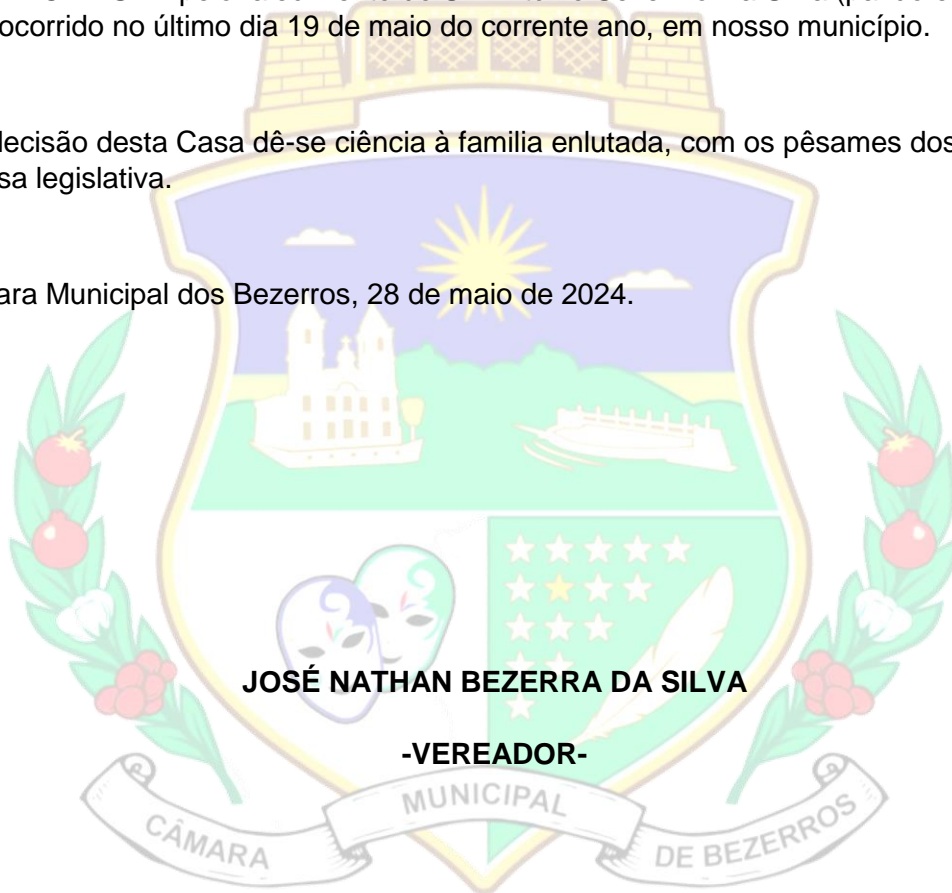 ocorrido no último dia 19 de maio do corrente ano, em nosso município.
decisão desta Casa dê-se ciência à familia enlutada, com os pêsames dos
sa legislativa.
ara Municipal dos Bezerros, 28 de maio de 2024.
JOSÉ NATHAN BEZERRA DA SILVA
-VEREADOR-
CÂMARA MUNICIPAL DE BEZERROS